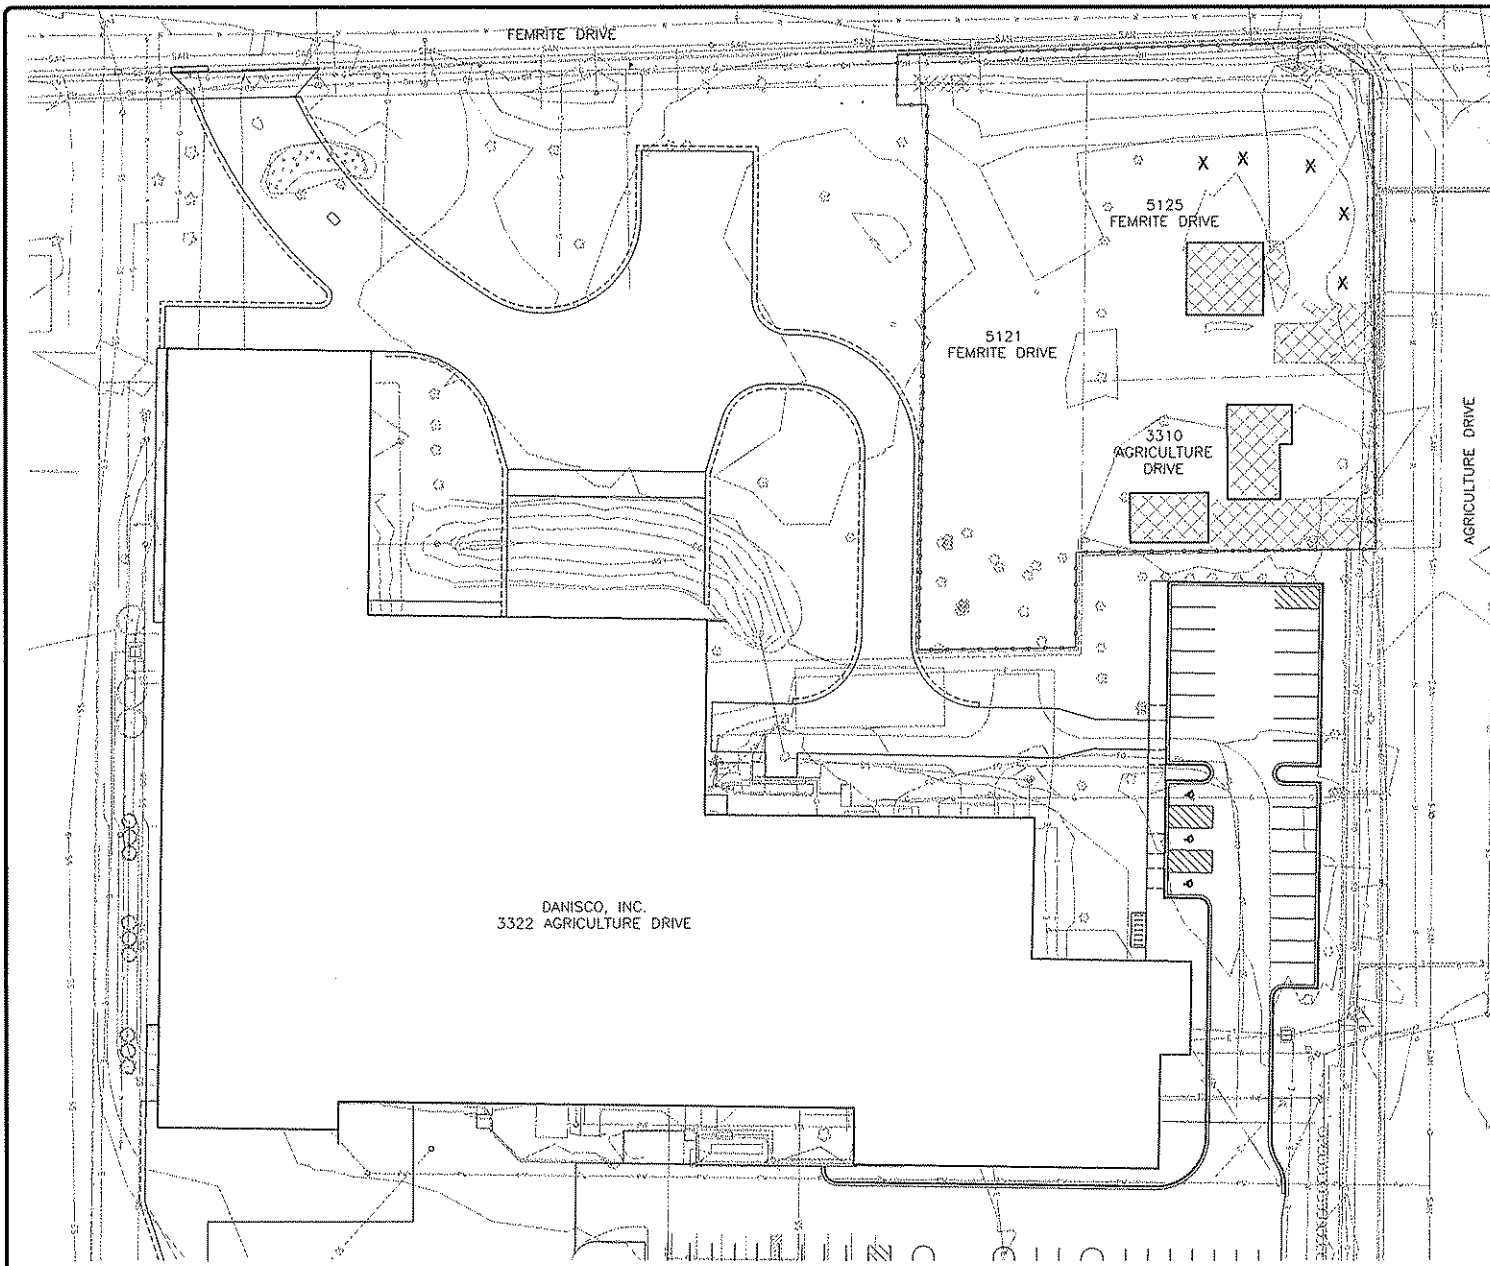 FEMRITE DRIVE
5125
FEMRITE DRIVE
5121
FEMRITE DRIVE
3310
AGRICULTURE
DRIVE
AGRICULTURE DRIVE
DANISCO, INC.
3322 AGRICULTURE DRIVE